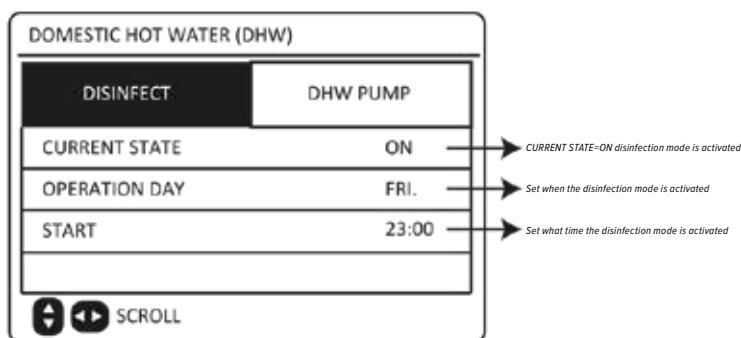 DOMESTIC HOT WATER (DHW)
DISINFECT DHW PUMP
CURRENT STATE ON CURRENT STATE=ON disinfection mode is activated
OPERATION DAY FRI. Set when the disinfection mode is activated
START 23:00 Set what time the disinfection mode is activated
SCROLL